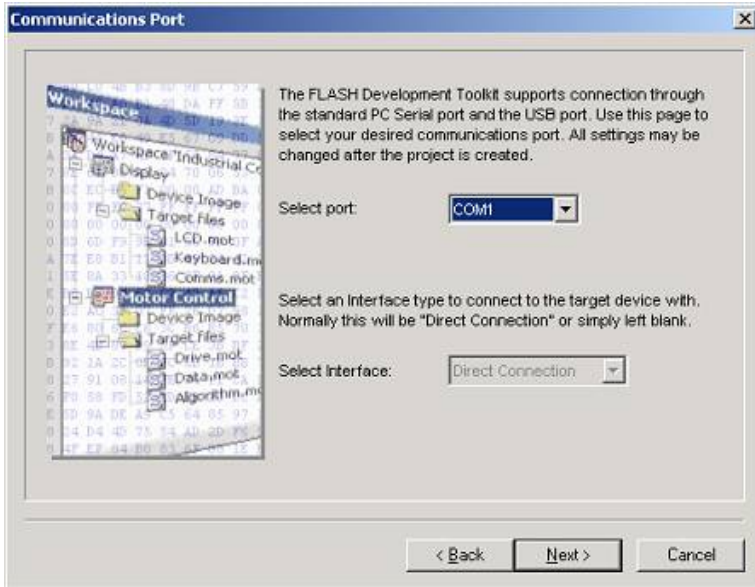 Communications Port
Workspace
Workspace "Industrial Co
Display
Device Image
Target files
LCD.mot
Keyboard.m
Comms.mot
Motor Control
Device Image
Target files
Drive.mot
Data.mot
Algorithm.mo
The FLASH Development Toolkit supports connection through
the standard PC Serial port and the USB port. Use this page to
select your desired communications port. All settings may be
changed after the project is created.
Select port:
COM1
Select an Interface type to connect to the target device with.
Normally this will be "Direct Connection" or simply left blank.
Select Interface:
Direct Connection
< Back
Next >
Cancel